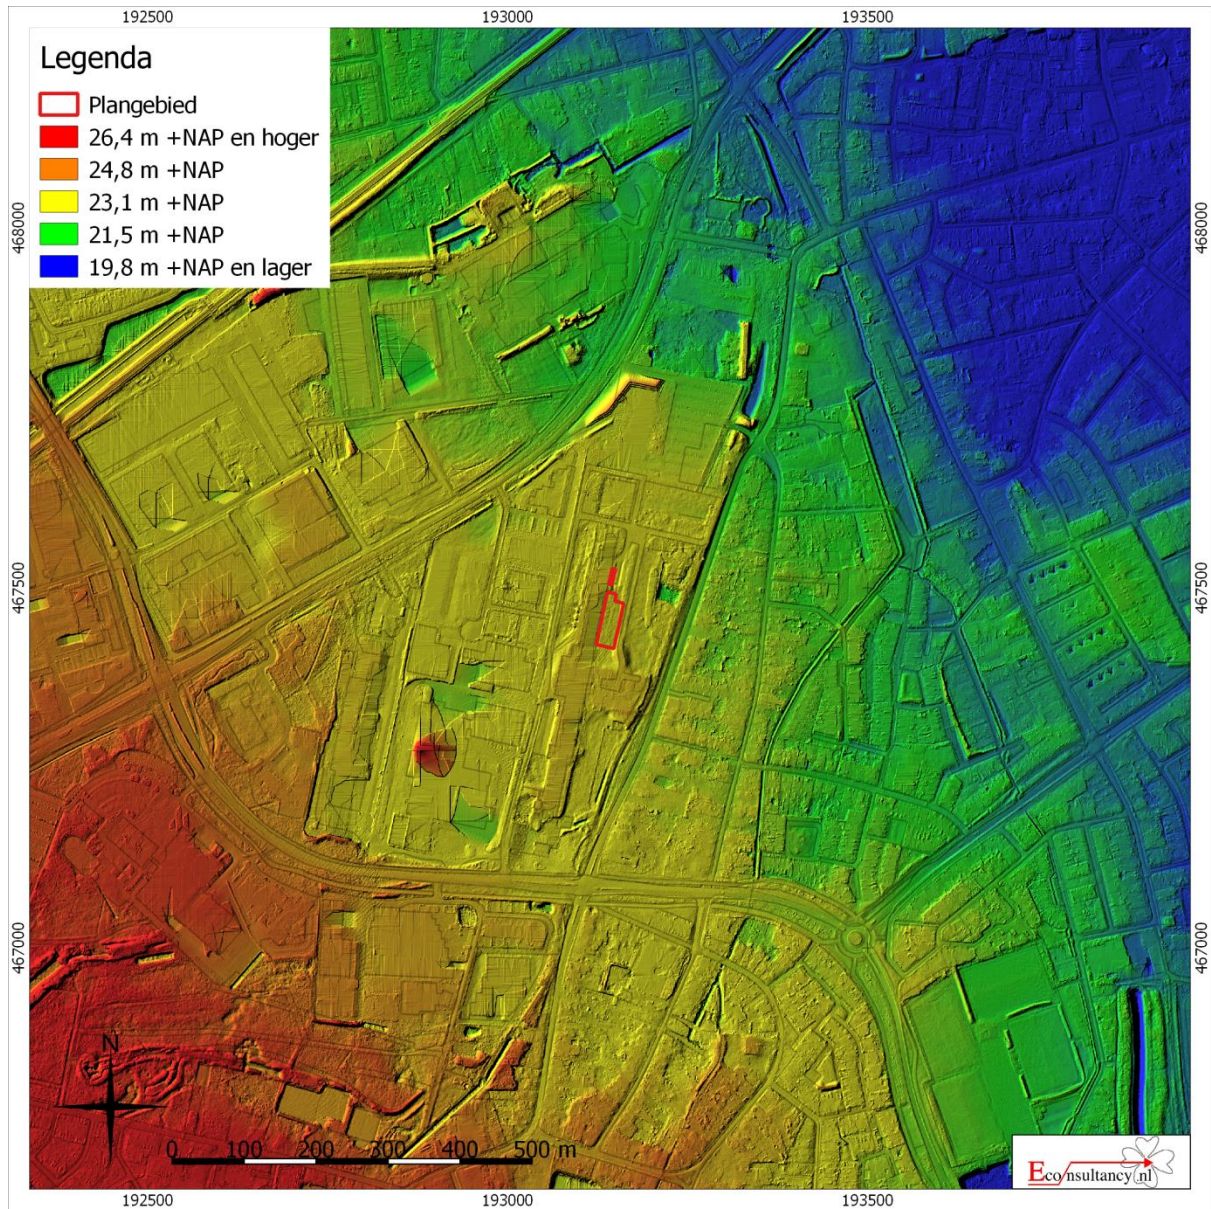 192500 193000 193500
Legenda
Plangebied
26,4 m +NAP en hoger
24,8 m +NAP
23,1 m +NAP
21,5 m +NAP
19,8 m +NAP en lager
468000 468000
467500 467500
467000 467000
N
0 100 200 300 400 500 m
Econsultancy.nl
192500 193000 193500